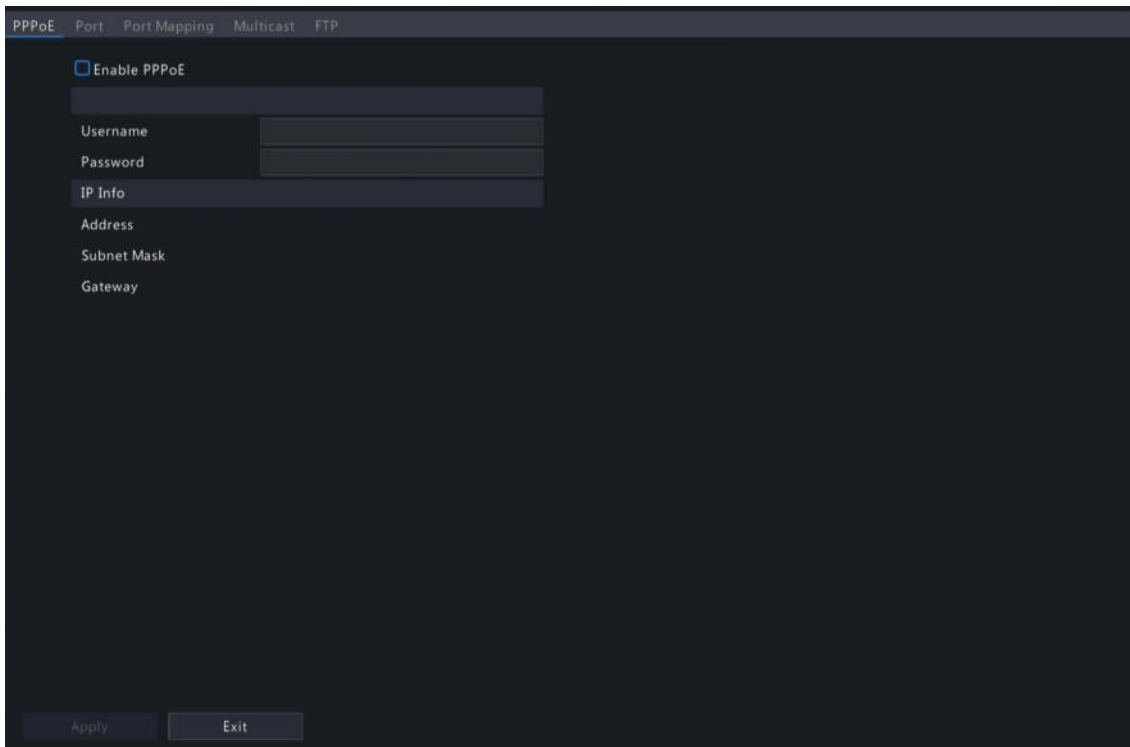 PPPoE Port Port Mapping Multicast FTP
Enable PPPoE
Username
Password
IP Info
Address
Subnet Mask
Gateway
Apply Exit